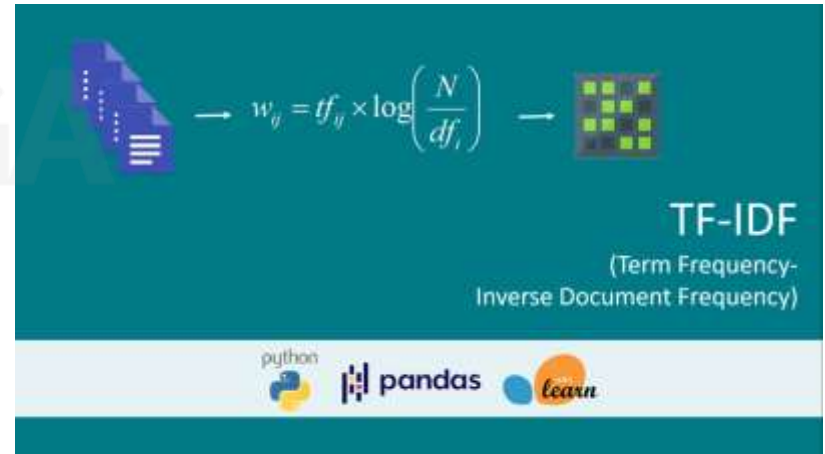 w_ij = tf_ij × log(N / df_i)
TF-IDF
(Term Frequency-
Inverse Document Frequency)
python
pandas
learn